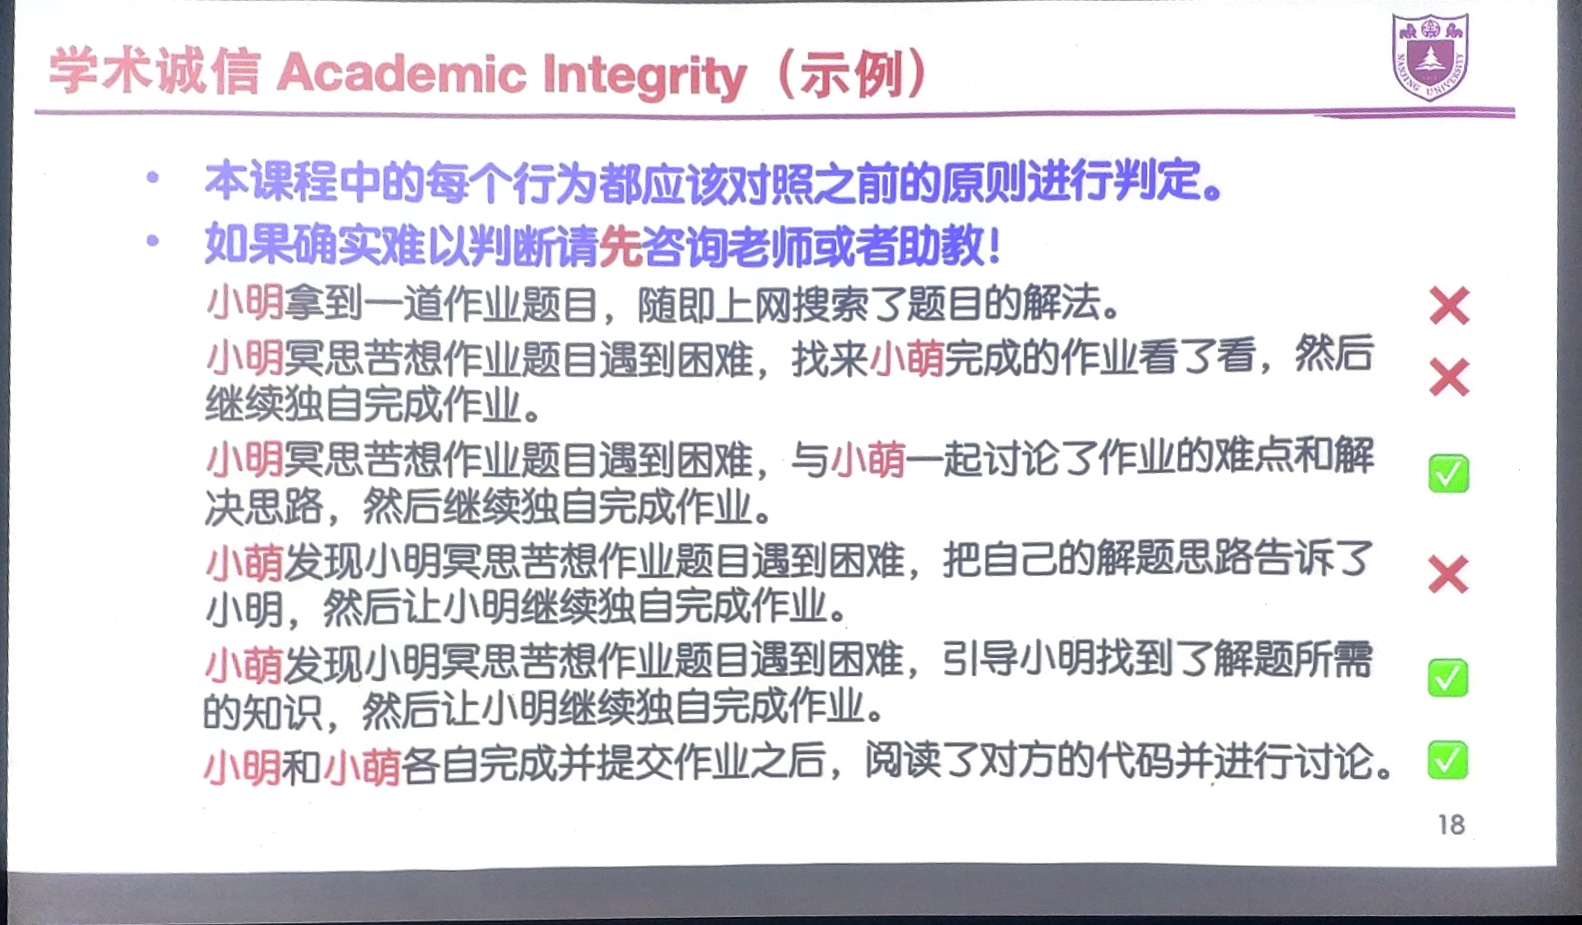 学术诚信 Academic Integrity（示例）
NANJING UNIVERSITY
• 本课程中的每个行为都应该对照之前的原则进行判定。
• 如果确实难以判断请先咨询老师或者助教！
小明拿到一道作业题目，随即上网搜索了题目的解法。 ❌
小明冥思苦想作业题目遇到困难，找来小萌完成的作业看了看，然后 ❌
继续独自完成作业。
小明冥思苦想作业题目遇到困难，与小萌一起讨论了作业的难点和解 ✅
决思路，然后继续独自完成作业。
小萌发现小明冥思苦想作业题目遇到困难，把自己的解题思路告诉了 ❌
小明，然后让小明继续独自完成作业。
小萌发现小明冥思苦想作业题目遇到困难，引导小明找到了解题所需 ✅
的知识，然后让小明继续独自完成作业。
小明和小萌各自完成并提交作业之后，阅读了对方的代码并进行讨论。 ✅
18